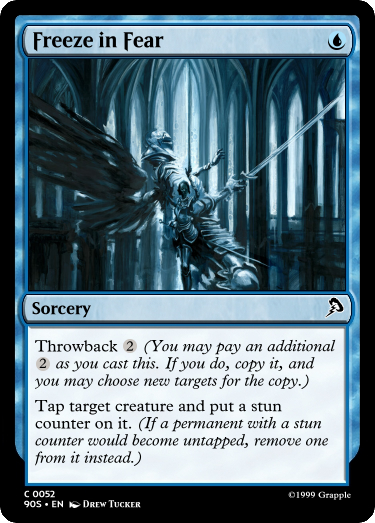 Freeze in Fear
Sorcery
Throwback 2 (You may pay an additional
2 as you cast this. If you do, copy it, and
you may choose new targets for the copy.)
Tap target creature and put a stun
counter on it. (If a permanent with a stun
counter would become untapped, remove one
from it instead.)
C 0052
90S • EN Drew Tucker
©1999 Grapple